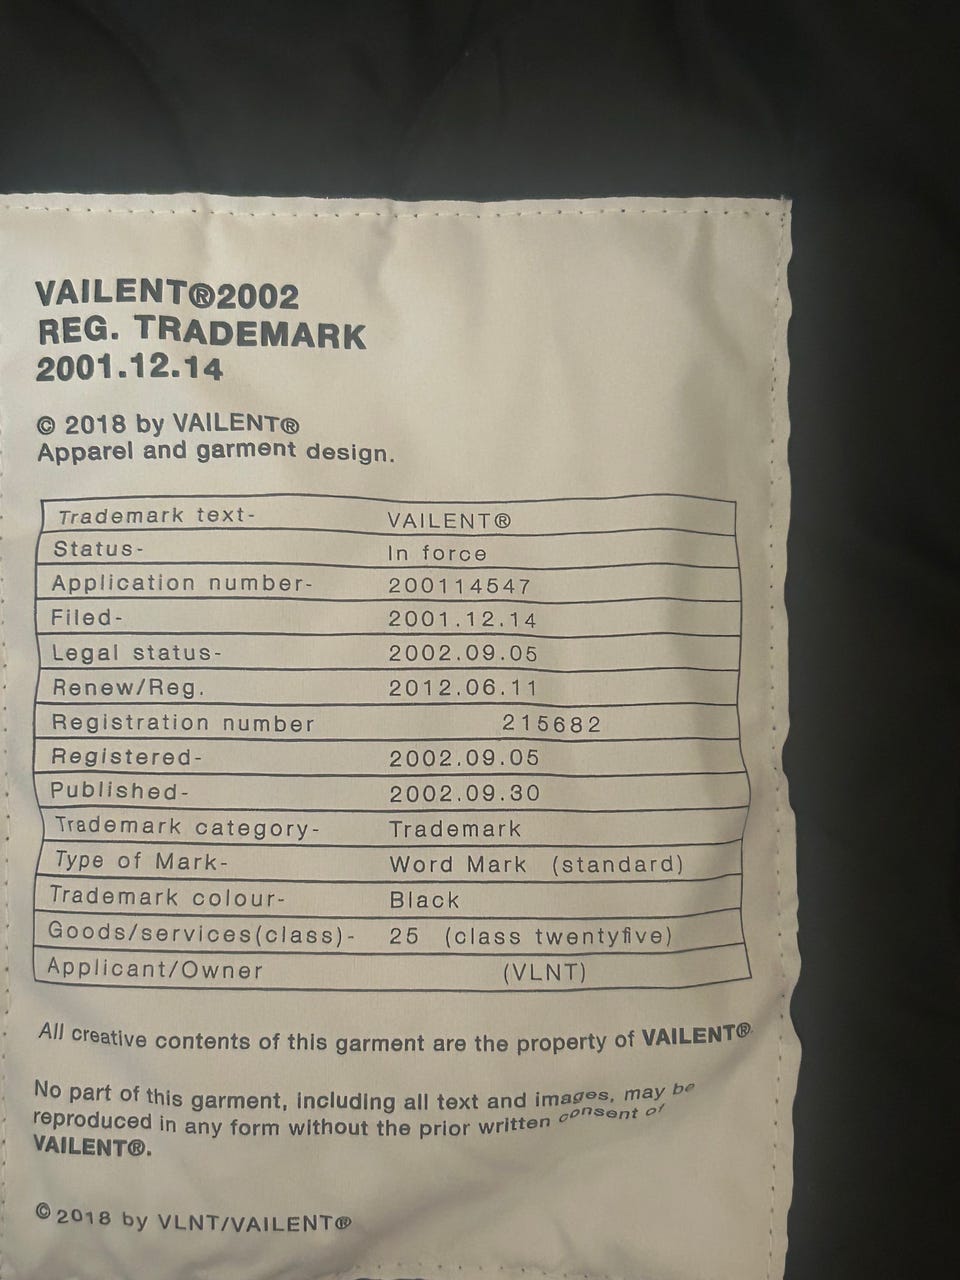 VAILENT®2002
REG. TRADEMARK
2001.12.14
© 2018 by VAILENT®
Apparel and garment design.
Trademark text- VAILENT®
Status- In force
Application number- 200114547
Filed- 2001.12.14
Legal status- 2002.09.05
Renew/Reg. 2012.06.11
Registration number 215682
Registered- 2002.09.05
Published- 2002.09.30
Trademark category- Trademark
Type of Mark- Word Mark (standard)
Trademark colour- Black
Goods/services(class)- 25 (class twentyfive)
Applicant/Owner (VLNT)
All creative contents of this garment are the property of VAILENT®
No part of this garment, including all text and images, may be
reproduced in any form without the prior written consent of
VAILENT®.
© 2018 by VLNT/VAILENT®